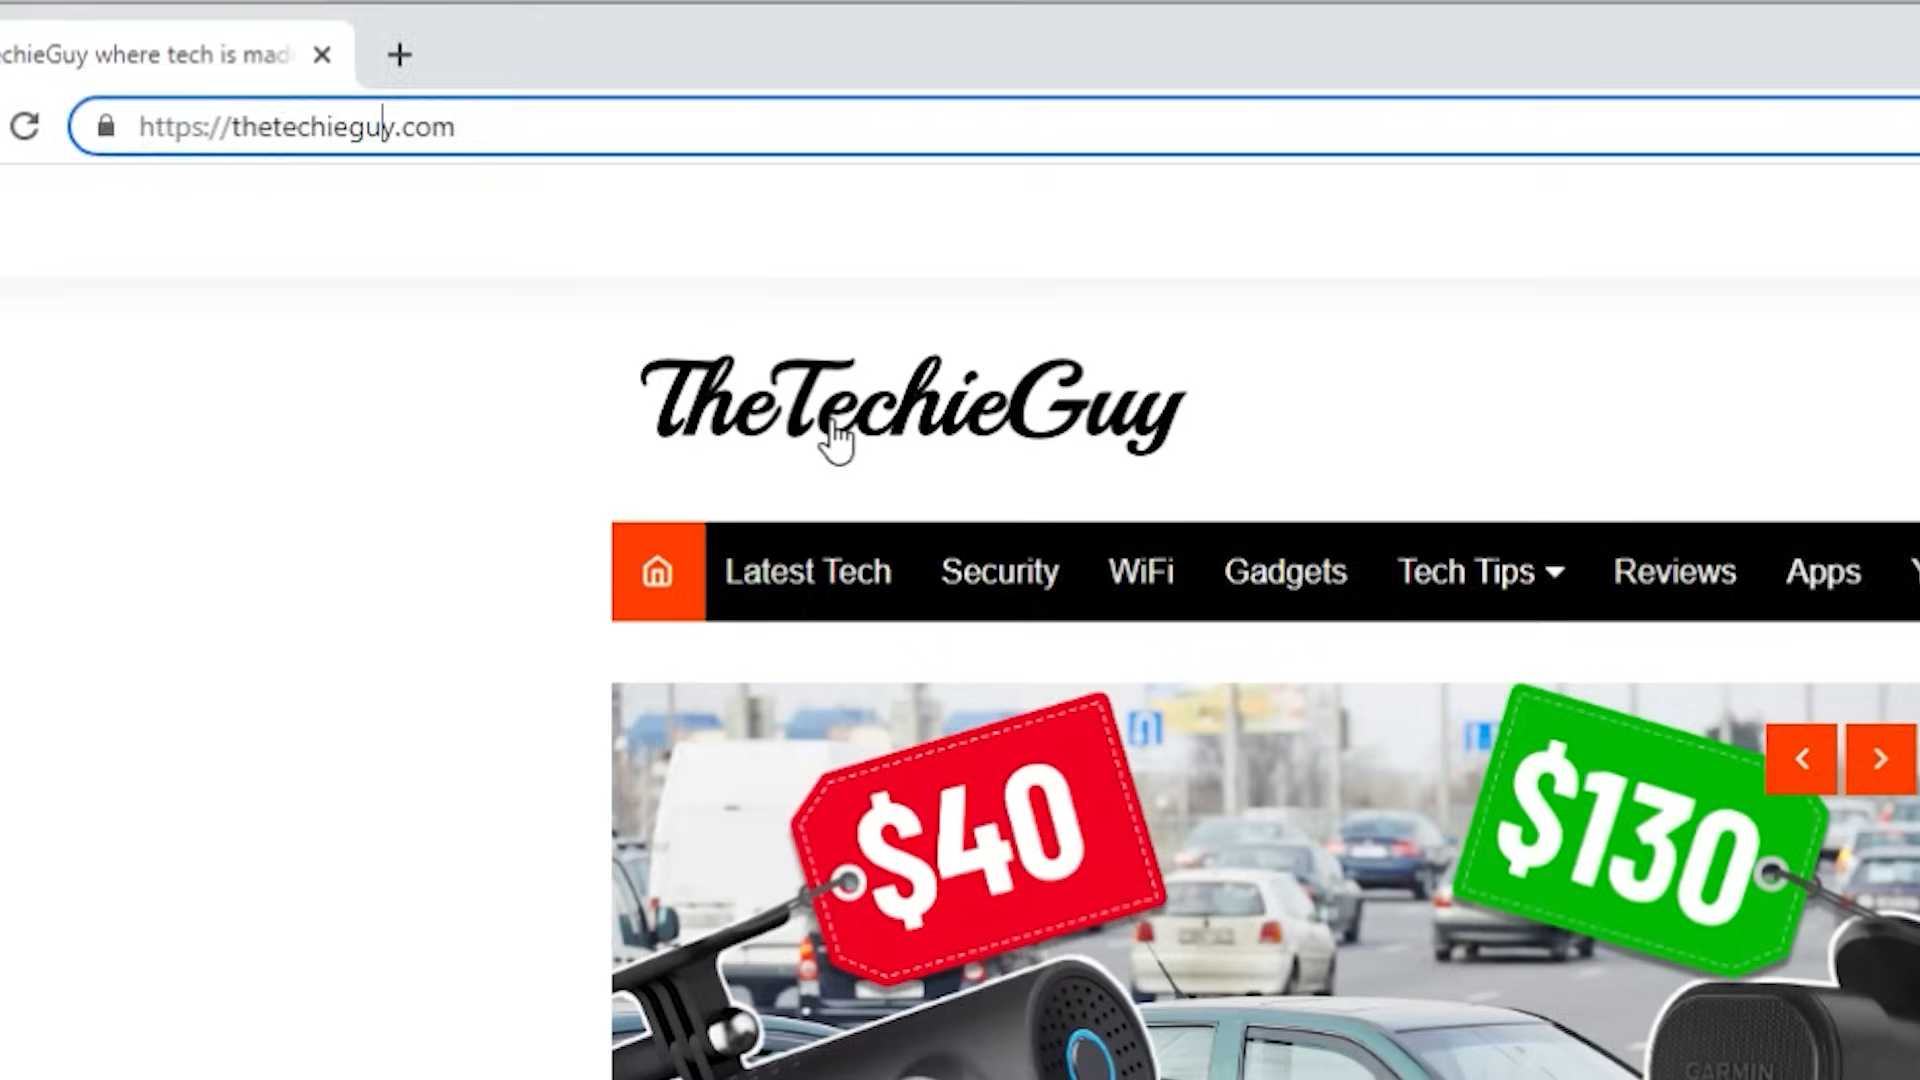 chieGuy where tech is mad
https://thetechieguy.com
TheTechieGuy
Latest Tech Security WiFi Gadgets Tech Tips Reviews Apps
$40
$130
GARMIN